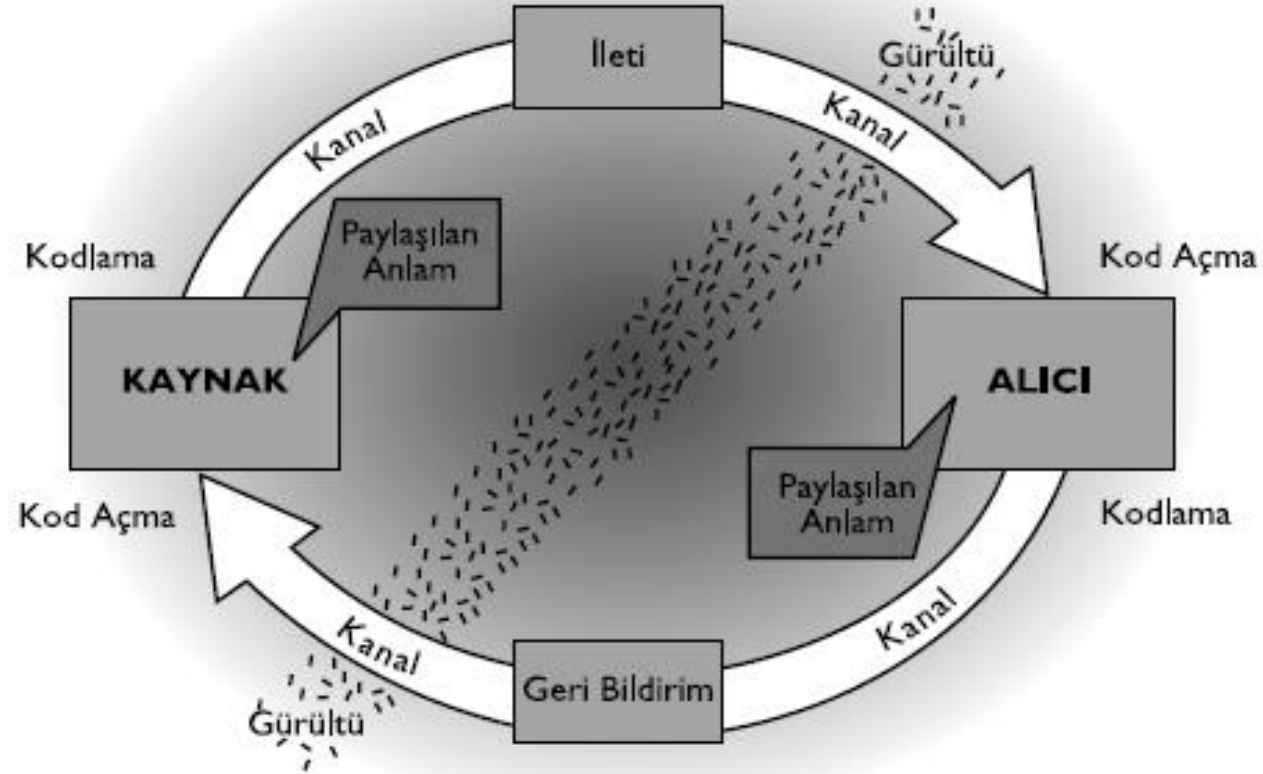 İleti
Gürültü
Kanal
Kanal
Paylaşılan
Anlam
Kodlama
Kod Açma
KAYNAK
ALICI
Paylaşılan
Anlam
Kod Açma
Kodlama
Kanal
Kanal
Geri Bildirim
Gürültü